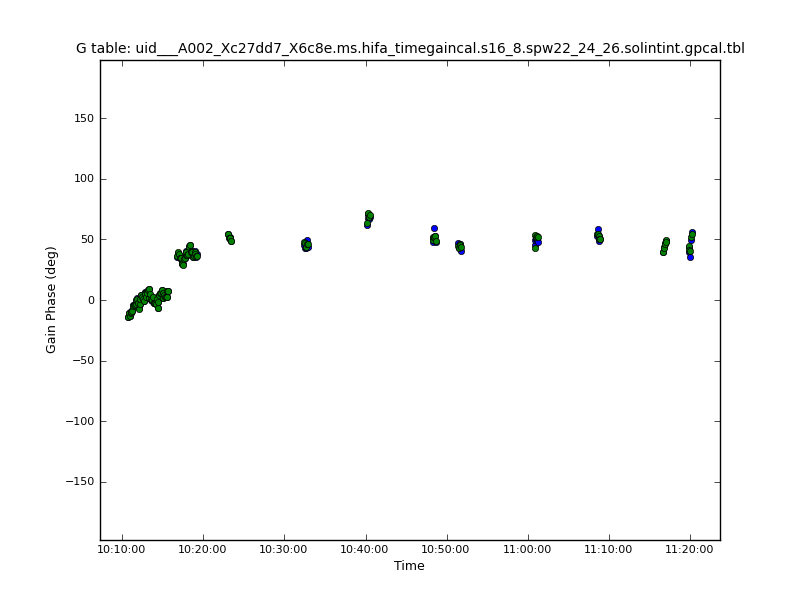 G table: uid___A002_Xc27dd7_X6c8e.ms.hifa_timegaincal.s16_8.spw22_24_26.solintint.gpcal.tbl
150
100
50
0
−50
−100
−150
Gain Phase (deg)
10:10:00 10:20:00 10:30:00 10:40:00 10:50:00 11:00:00 11:10:00 11:20:00
Time